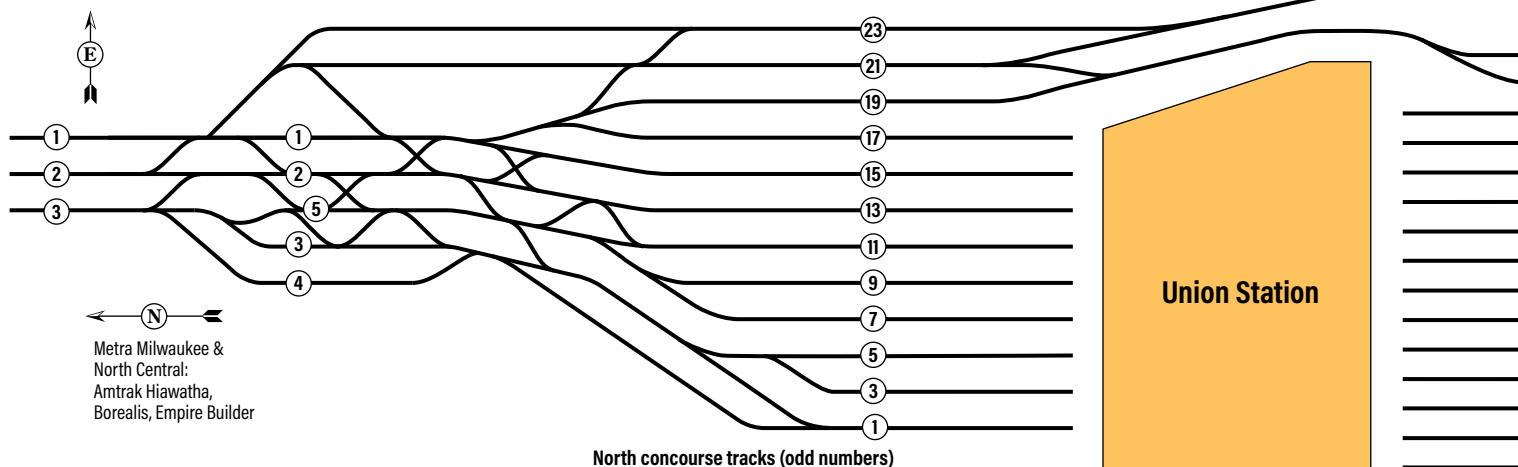 E
23
21
19
1
1
17
2
2
15
3
5
13
3
11
4
9
N
7
Union Station
Metra Milwaukee &
North Central:
Amtrak Hiawatha,
Borealis, Empire Builder
5
3
1
North concourse tracks (odd numbers)